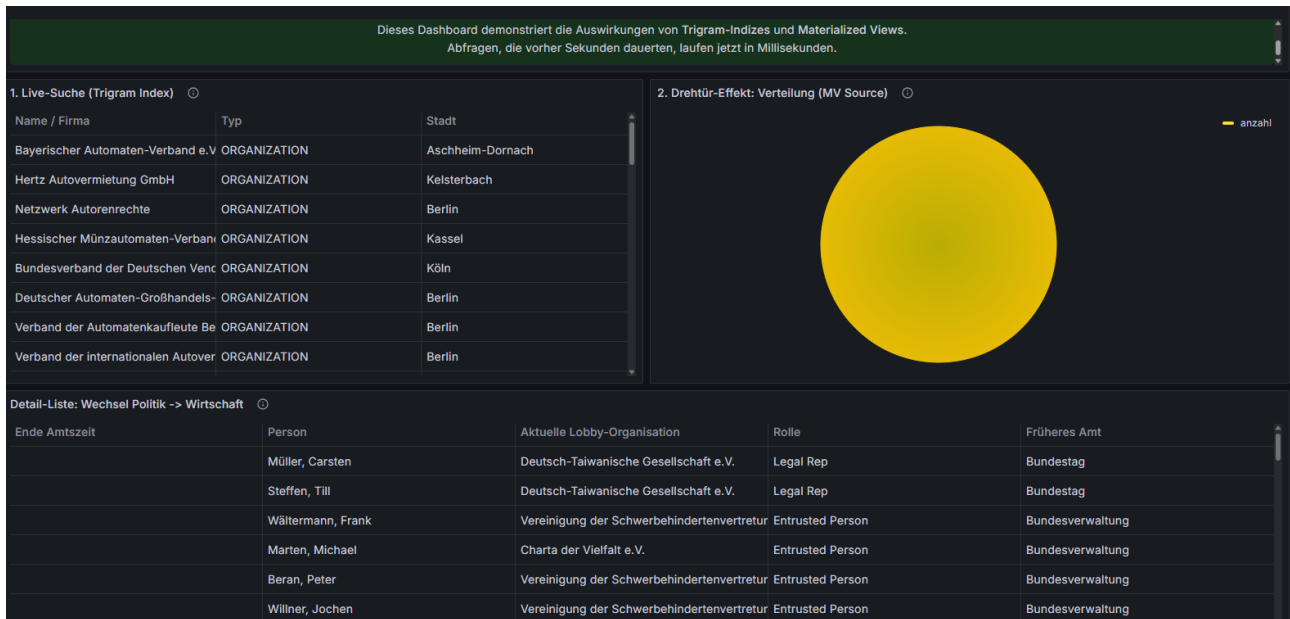 Dieses Dashboard demonstriert die Auswirkungen von Trigram-Indizes und Materialized Views.
Abfragen, die vorher Sekunden dauerten, laufen jetzt in Millisekunden.
1. Live-Suche (Trigram Index)
Name / Firma Typ Stadt
Bayerischer Automaten-Verband e.V ORGANIZATION Aschheim-Dornach
Hertz Autovermietung GmbH ORGANIZATION Kelsterbach
Netzwerk Autorenrechte ORGANIZATION Berlin
Hessischer Münzautomaten-Verban ORGANIZATION Kassel
Bundesverband der Deutschen Vend ORGANIZATION Köln
Deutscher Automaten-Großhandels- ORGANIZATION Berlin
Verband der Automatenkaufleute Be ORGANIZATION Berlin
Verband der internationalen Autover ORGANIZATION Berlin
2. Drehtür-Effekt: Verteilung (MV Source)
anzahl
Detail-Liste: Wechsel Politik -> Wirtschaft
Ende Amtszeit Person Aktuelle Lobby-Organisation Rolle Früheres Amt
Müller, Carsten Deutsch-Taiwanische Gesellschaft e.V. Legal Rep Bundestag
Steffen, Till Deutsch-Taiwanische Gesellschaft e.V. Legal Rep Bundestag
Wältermann, Frank Vereinigung der Schwerbehindertenvertretur Entrusted Person Bundesverwaltung
Marten, Michael Charta der Vielfalt e.V. Entrusted Person Bundesverwaltung
Beran, Peter Vereinigung der Schwerbehindertenvertretur Entrusted Person Bundesverwaltung
Willner, Jochen Vereinigung der Schwerbehindertenvertretur Entrusted Person Bundesverwaltung